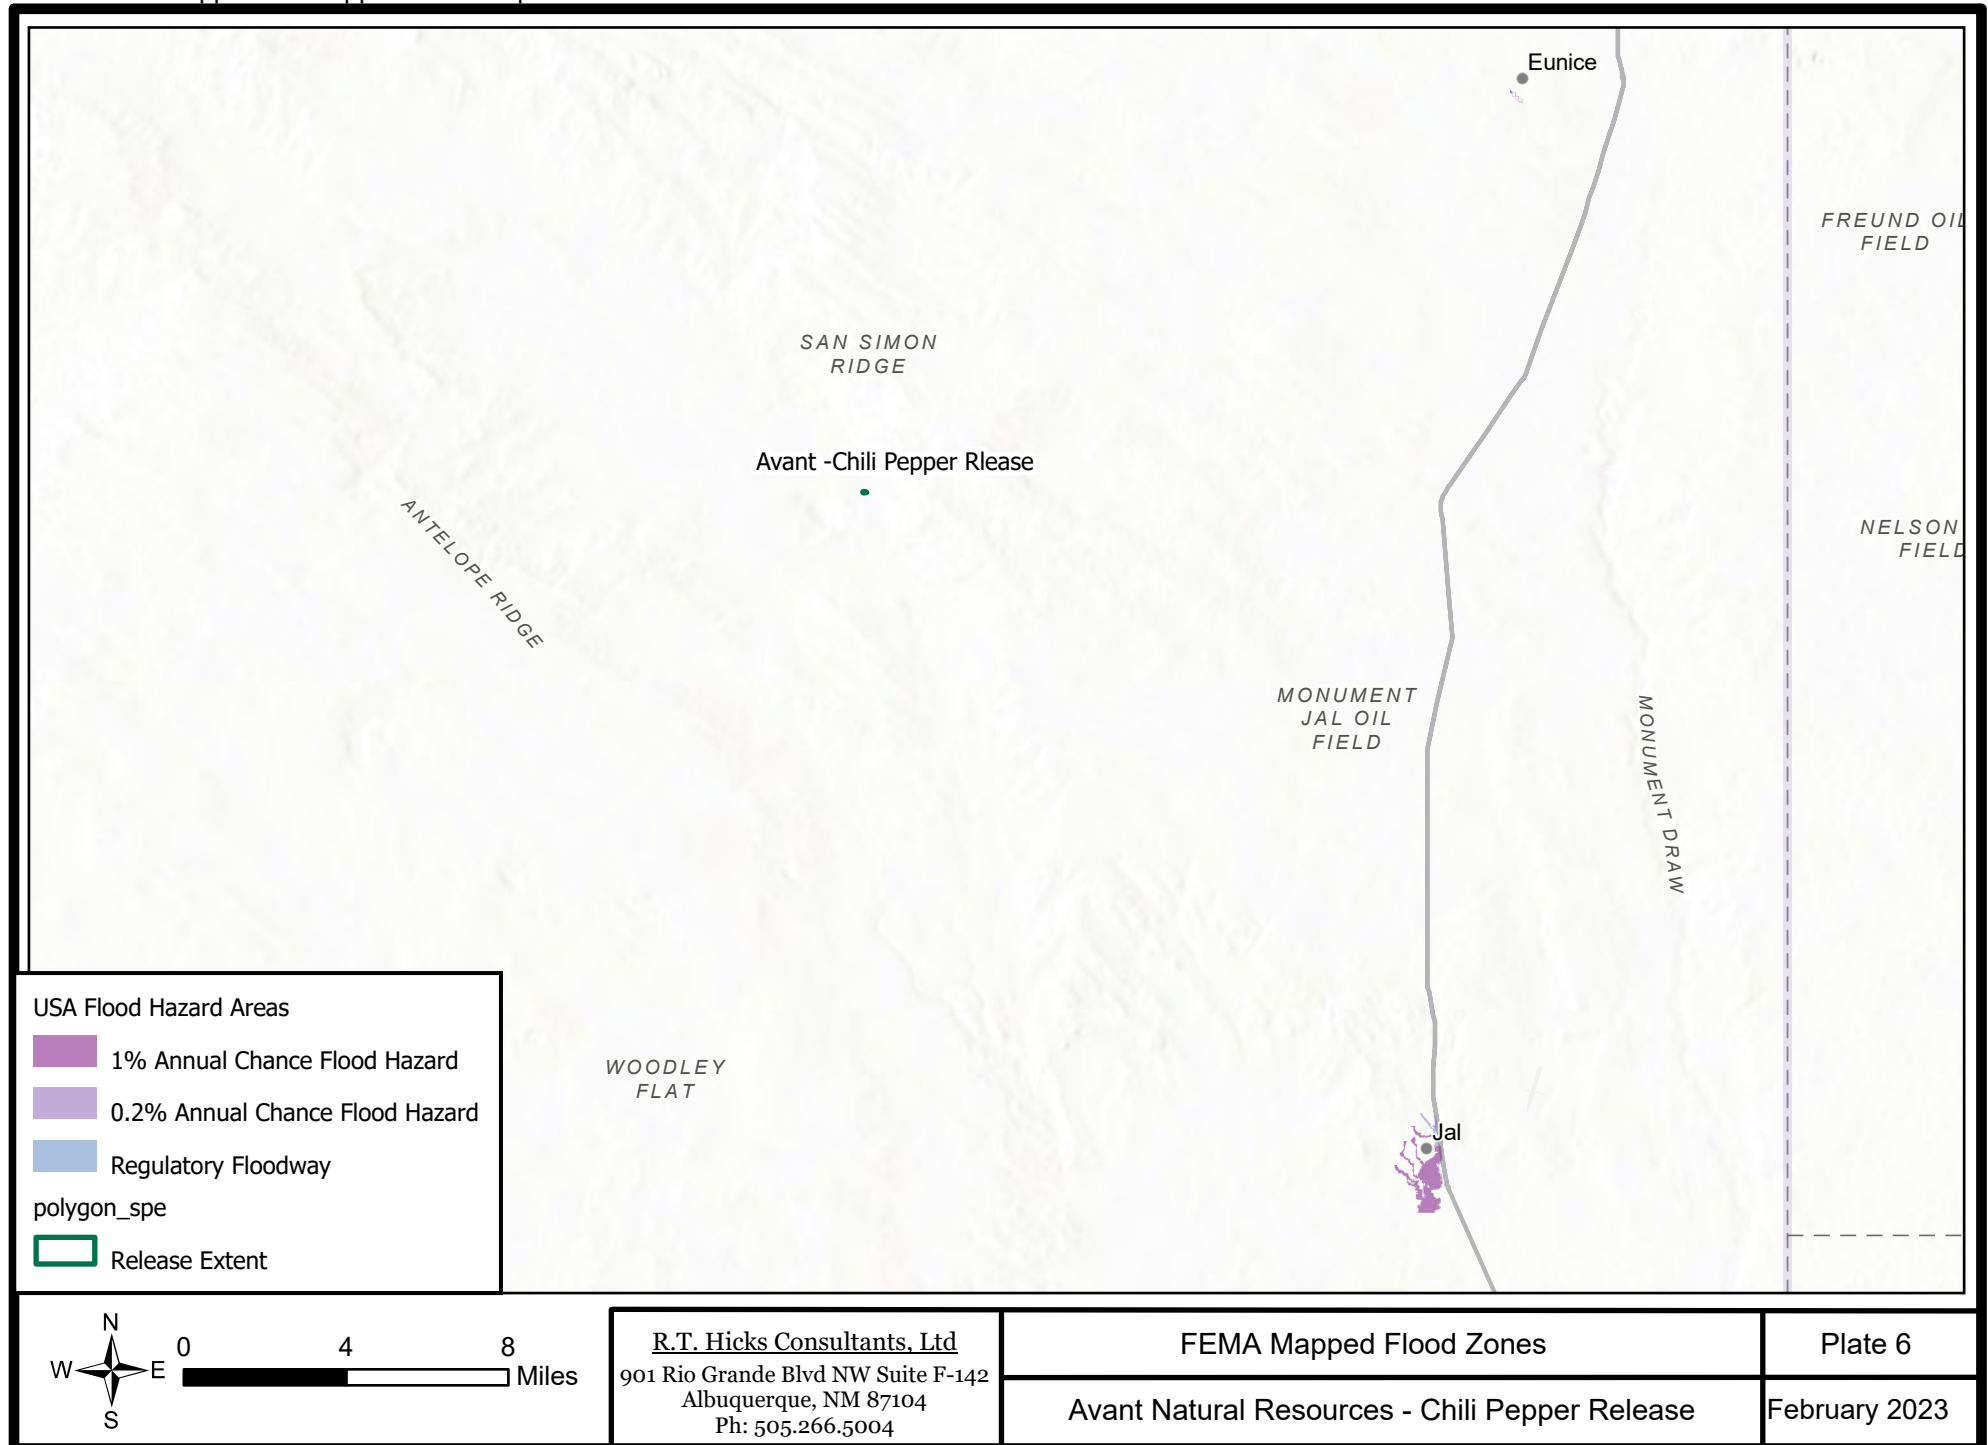 Eunice
FREUND OIL
FIELD
SAN SIMON
RIDGE
Avant -Chili Pepper Rlease
ANTELOPE RIDGE
NELSON
FIELD
MONUMENT
JAL OIL
FIELD
MONUMENT DRAW
WOODLEY
FLAT
Jal
USA Flood Hazard Areas
1% Annual Chance Flood Hazard
0.2% Annual Chance Flood Hazard
Regulatory Floodway
polygon_spe
Release Extent
N
W E
S
0 4 8
Miles
R.T. Hicks Consultants, Ltd
901 Rio Grande Blvd NW Suite F-142
Albuquerque, NM 87104
Ph: 505.266.5004
FEMA Mapped Flood Zones
Avant Natural Resources - Chili Pepper Release
Plate 6
February 2023